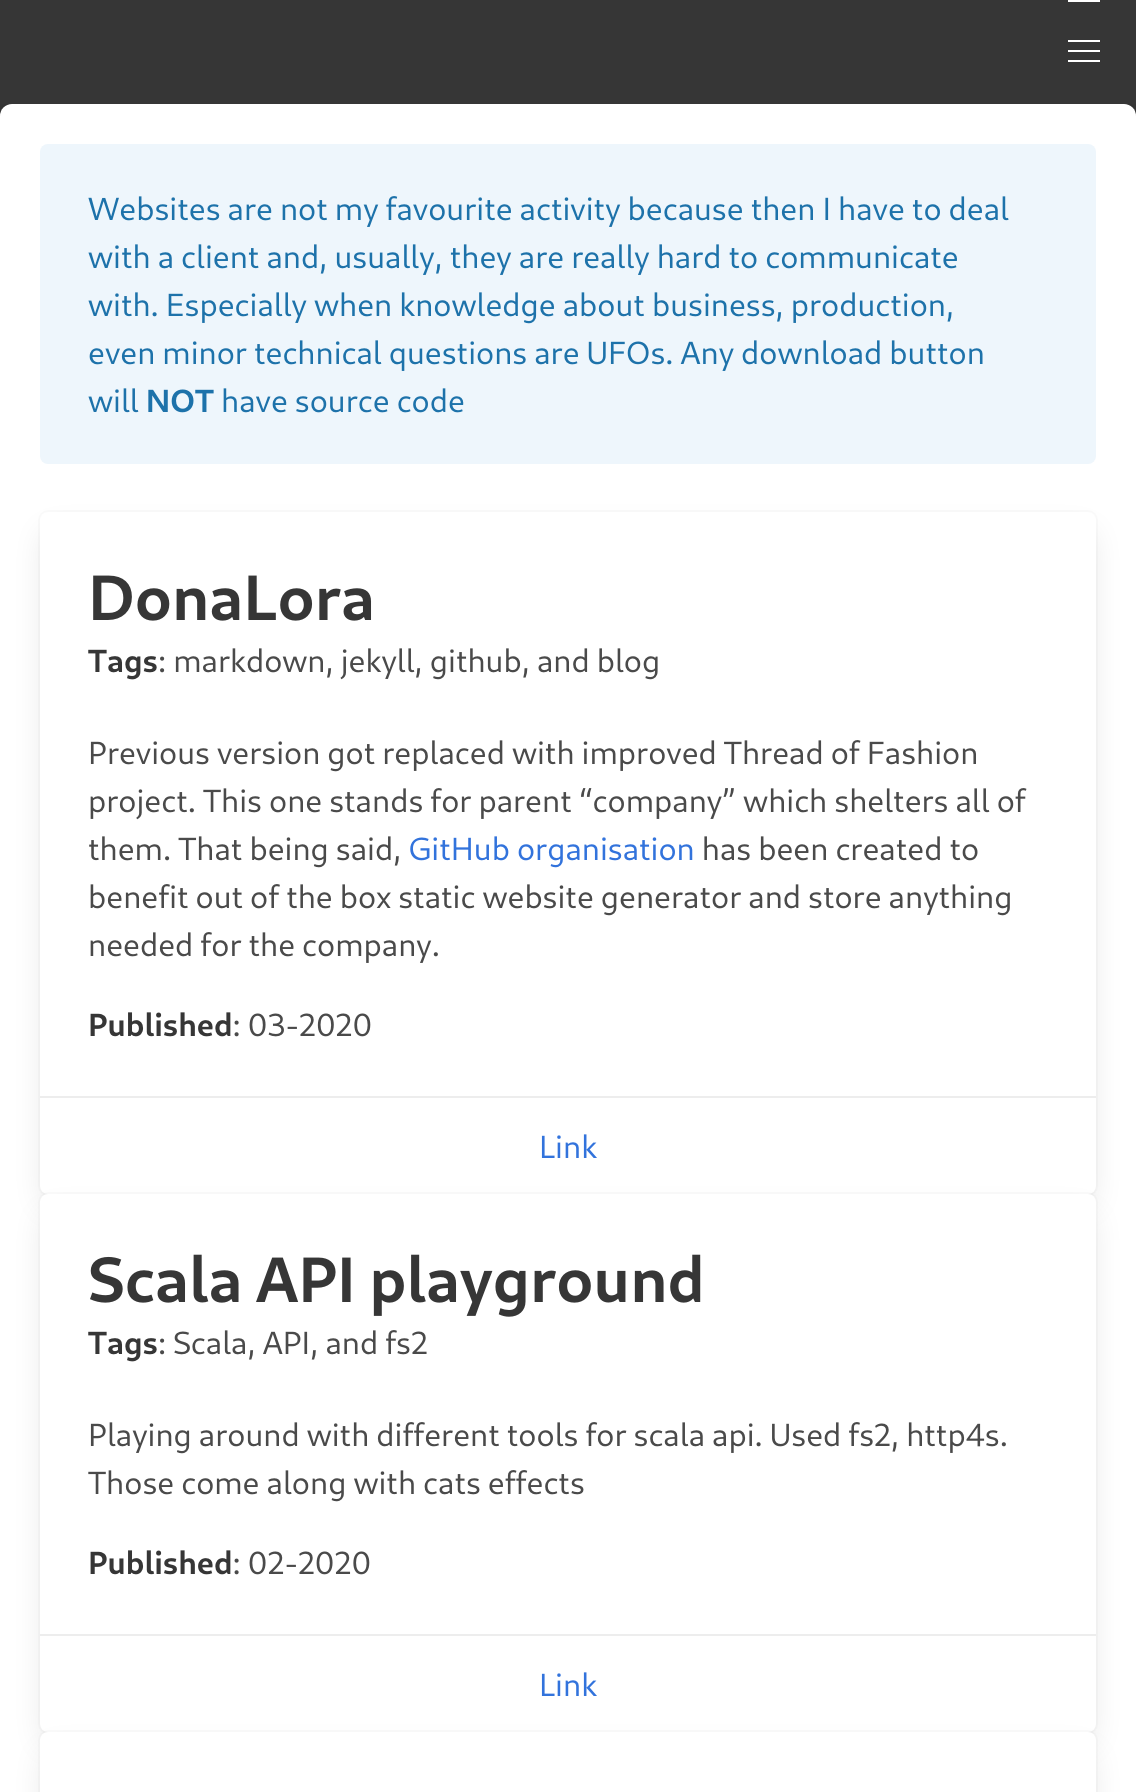 Websites are not my favourite activity because then I have to deal
with a client and, usually, they are really hard to communicate
with. Especially when knowledge about business, production,
even minor technical questions are UFOs. Any download button
will NOT have source code
DonaLora
Tags: markdown, jekyll, github, and blog
Previous version got replaced with improved Thread of Fashion
project. This one stands for parent “company” which shelters all of
them. That being said, GitHub organisation has been created to
benefit out of the box static website generator and store anything
needed for the company.
Published: 03-2020
Link
Scala API playground
Tags: Scala, API, and fs2
Playing around with different tools for scala api. Used fs2, http4s.
Those come along with cats effects
Published: 02-2020
Link